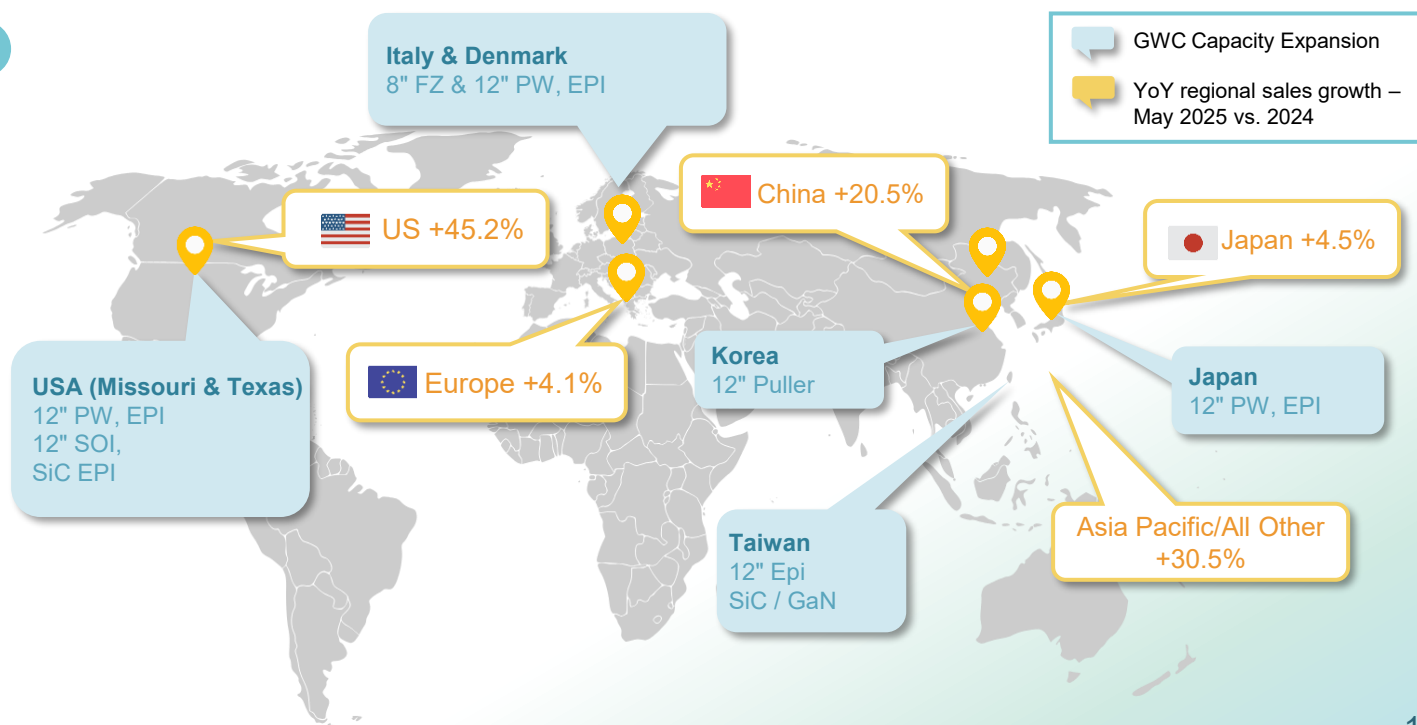 GWC Capacity Expansion
YoY regional sales growth –
May 2025 vs. 2024
Italy & Denmark
8" FZ & 12" PW, EPI
US +45.2%
China +20.5%
Japan +4.5%
Europe +4.1%
USA (Missouri & Texas)
12" PW, EPI
12" SOI,
SiC EPI
Korea
12" Puller
Japan
12" PW, EPI
Taiwan
12" Epi
SiC / GaN
Asia Pacific/All Other
+30.5%